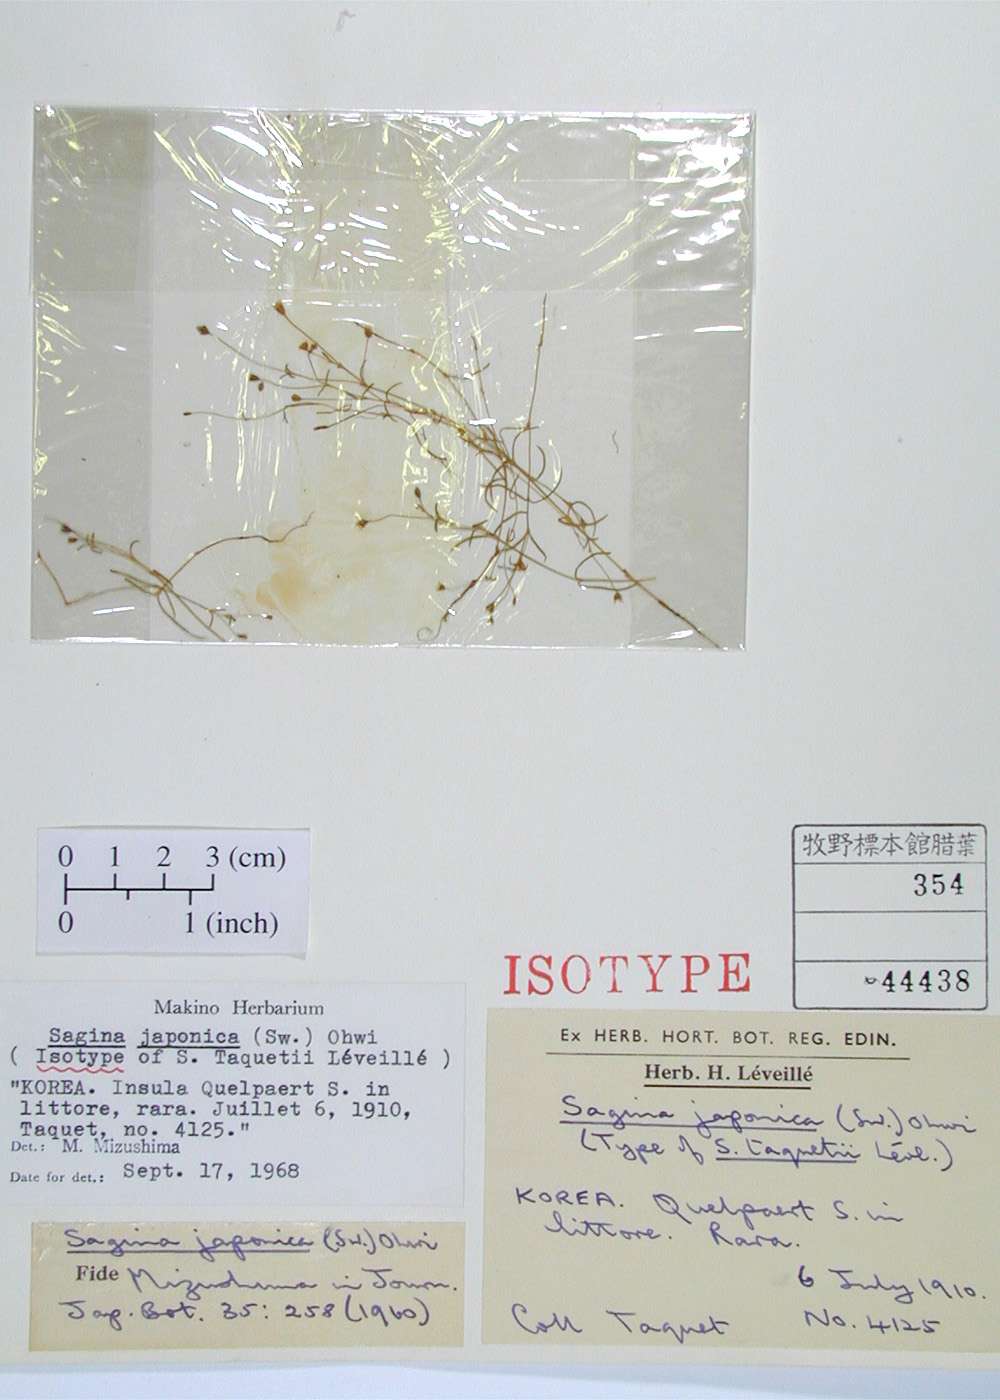 0 1 2 3 (cm)
0 1 (inch)
牧野標本館腊葉
354
44438
ISOTYPE
Makino Herbarium
Sagina japonica (Sw.) Ohwi
( Isotype of S. Taquetii Léveillé )
"KOREA. Insula Quelpaert S. in
littore, rara. Juillet 6, 1910,
Taquet, no. 4125."
Det.: M. Mizushima
Date for det.: Sept. 17, 1968
Sagina japonica (Sw.) Ohwi
Fide Mizushima in Journ.
Jap. Bot. 35: 258 (1960)
Ex HERB. HORT. BOT. REG. EDIN.
Herb. H. Léveillé
Sagina japonica (Sw.) Ohwi
(Type of S. taquetii Lévl.)
KOREA. Quelpaert S. in
littore. Rara.
6 July 1910.
Coll Taquet No. 4125